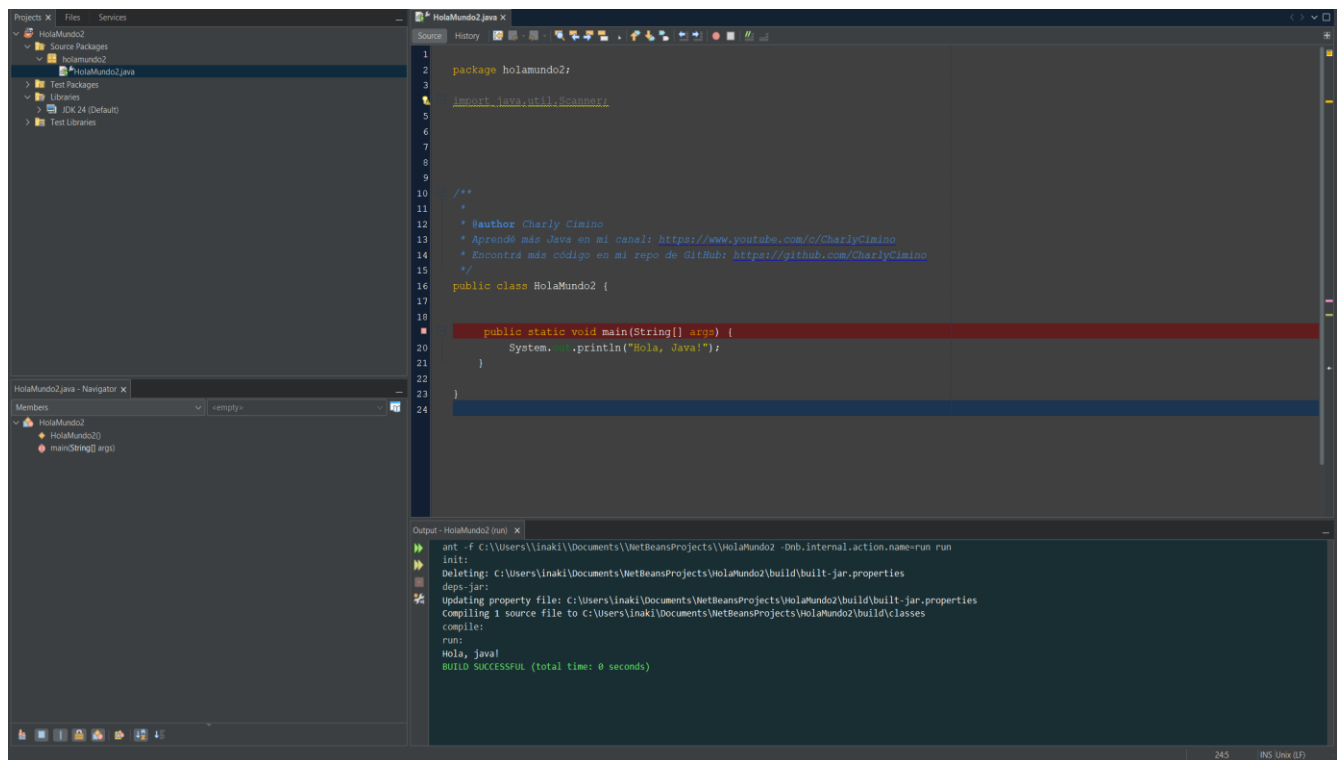 Projects Files Services
HolaMundo2
Source Packages
holamundo2
HolaMundo2.java
Test Packages
Libraries
JDK 24 (Default)
Test Libraries
HolaMundo2.java - Navigator
Members <empty>
HolaMundo2
HolaMundo2()
main(String[] args)
HolaMundo2.java
Source History
1
2 package holamundo2;
3
import java.util.Scanner;
5
6
7
8
9
10 /**
11 *
12 * @author Charly Cimino
13 * Aprendé más Java en mi canal: https://www.youtube.com/c/CharlyCimino
14 * Encontrá más código en mi repo de GitHub: https://github.com/CharlyCimino
15 */
16 public class HolaMundo2 {
17
18
public static void main(String[] args) {
20 System.out.println("Hola, Java!");
21 }
22
23 }
24
Output - HolaMundo2 (run)
ant -f C:\\Users\\inaki\\Documents\\NetBeansProjects\\HolaMundo2 -Dnb.internal.action.name=run run
init:
Deleting: C:\Users\inaki\Documents\NetBeansProjects\HolaMundo2\build\built-jar.properties
deps-jar:
Updating property file: C:\Users\inaki\Documents\NetBeansProjects\HolaMundo2\build\built-jar.properties
Compiling 1 source file to C:\Users\inaki\Documents\NetBeansProjects\HolaMundo2\build\classes
compile:
run:
Hola, java!
BUILD SUCCESSFUL (total time: 0 seconds)
24:5 INS Unix (LF)